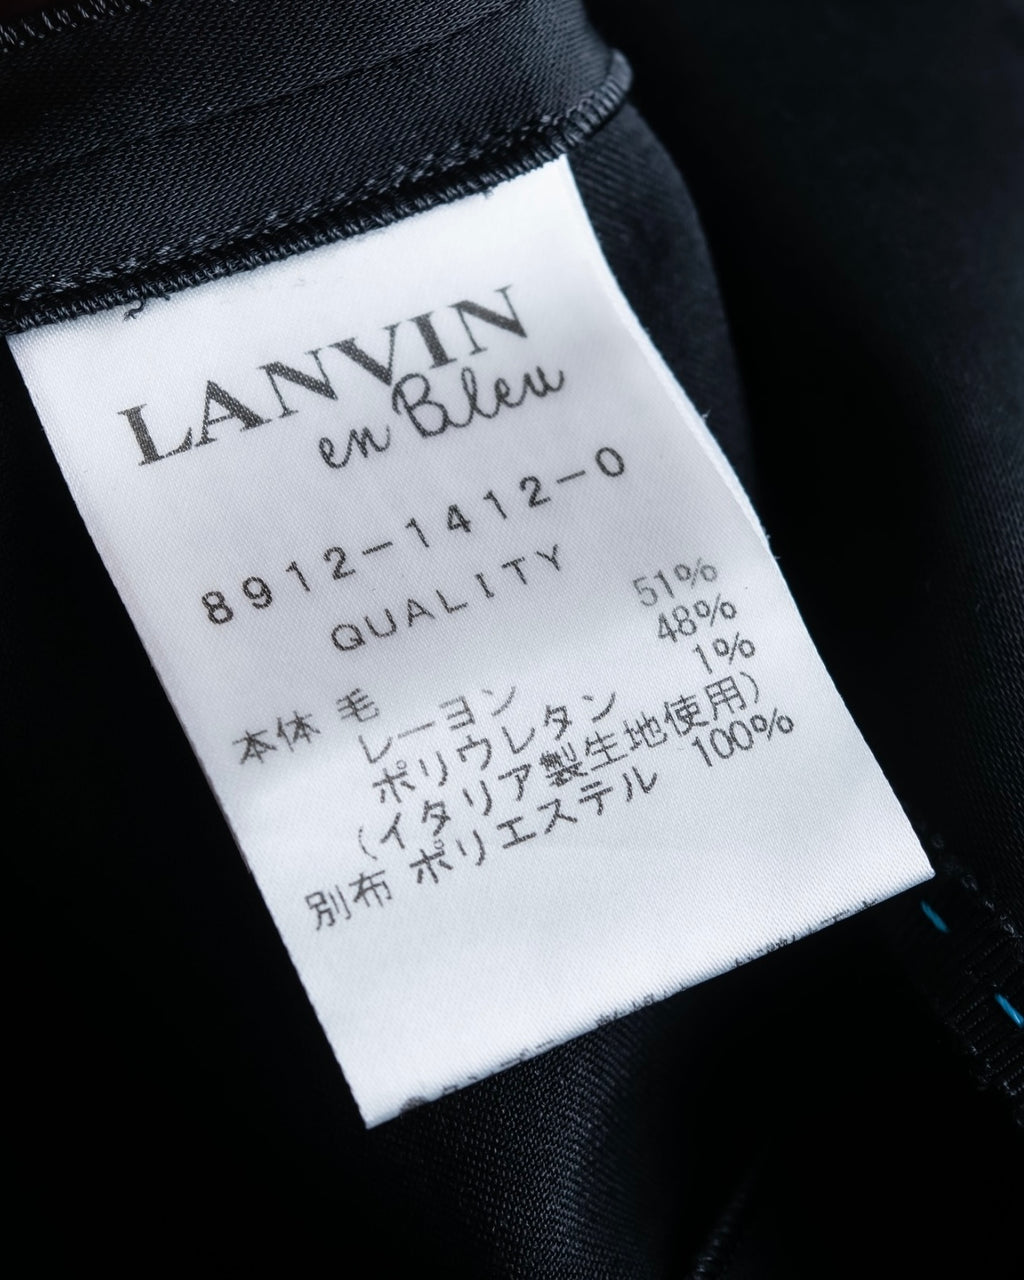 LANVIN
en Bleu
8912-1412-0
QUALITY
本体 毛 51%
レーヨン 48%
ポリウレタン 1%
(イタリア製生地使用)
別布 ポリエステル 100%